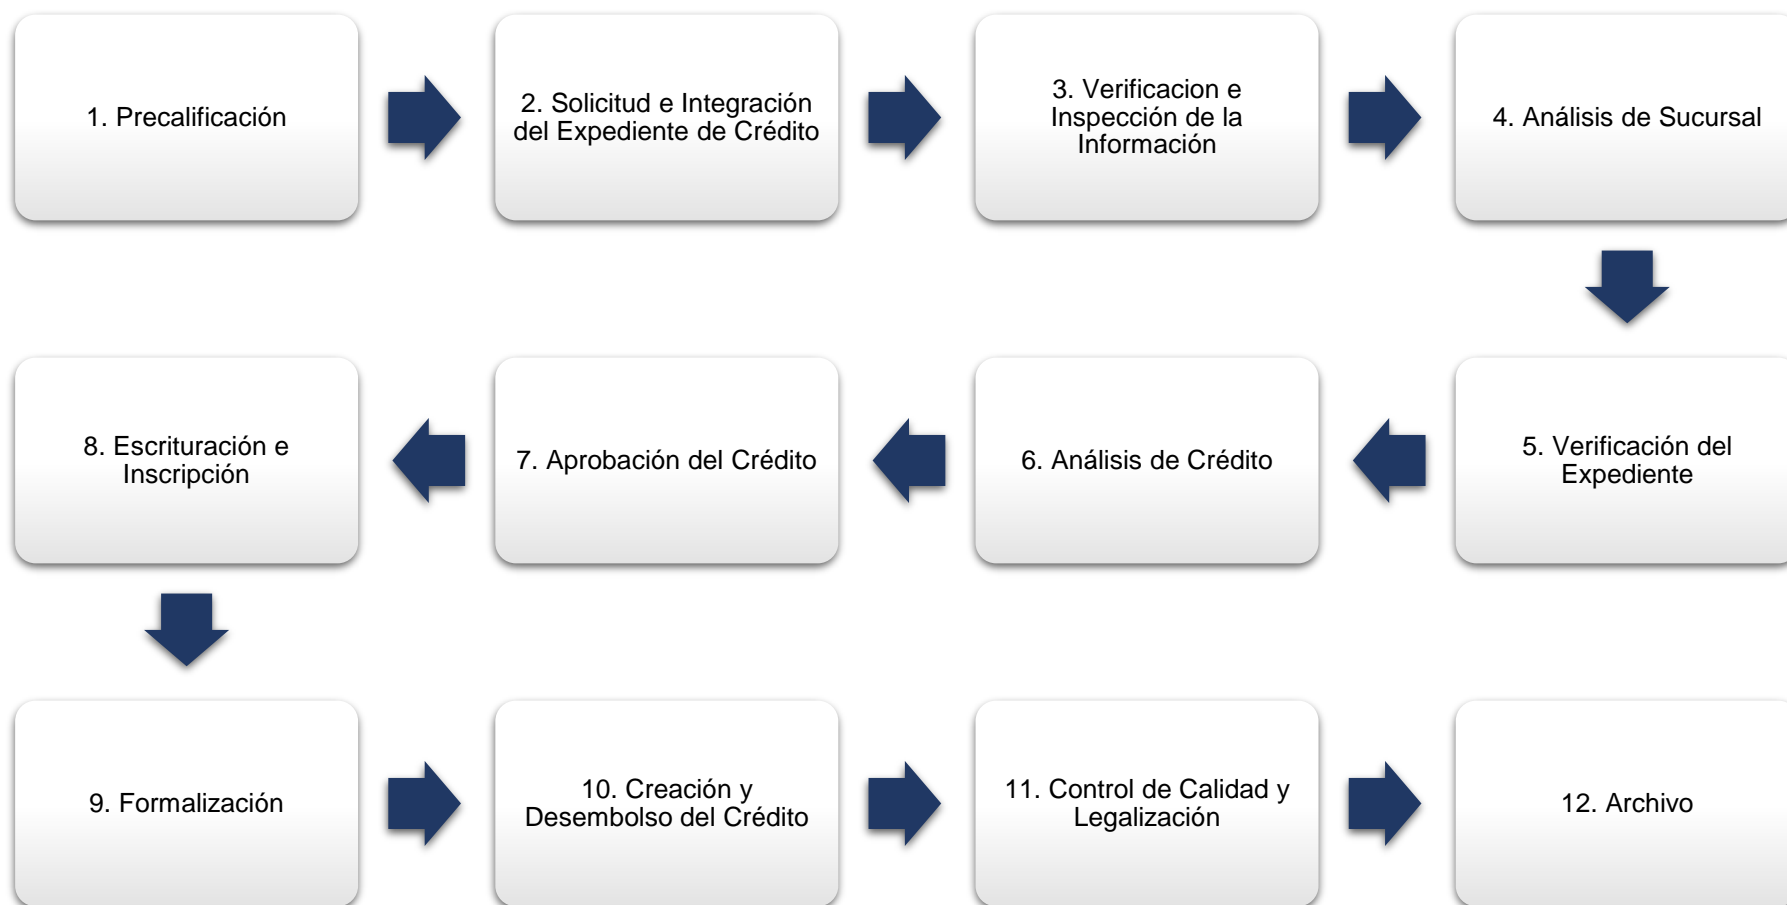 1. Precalificación
2. Solicitud e Integración
del Expediente de Crédito
3. Verificacion e
Inspección de la
Información
4. Análisis de Sucursal
5. Verificación del
Expediente
6. Análisis de Crédito
7. Aprobación del Crédito
8. Escrituración e
Inscripción
9. Formalización
10. Creación y
Desembolso del Crédito
11. Control de Calidad y
Legalización
12. Archivo